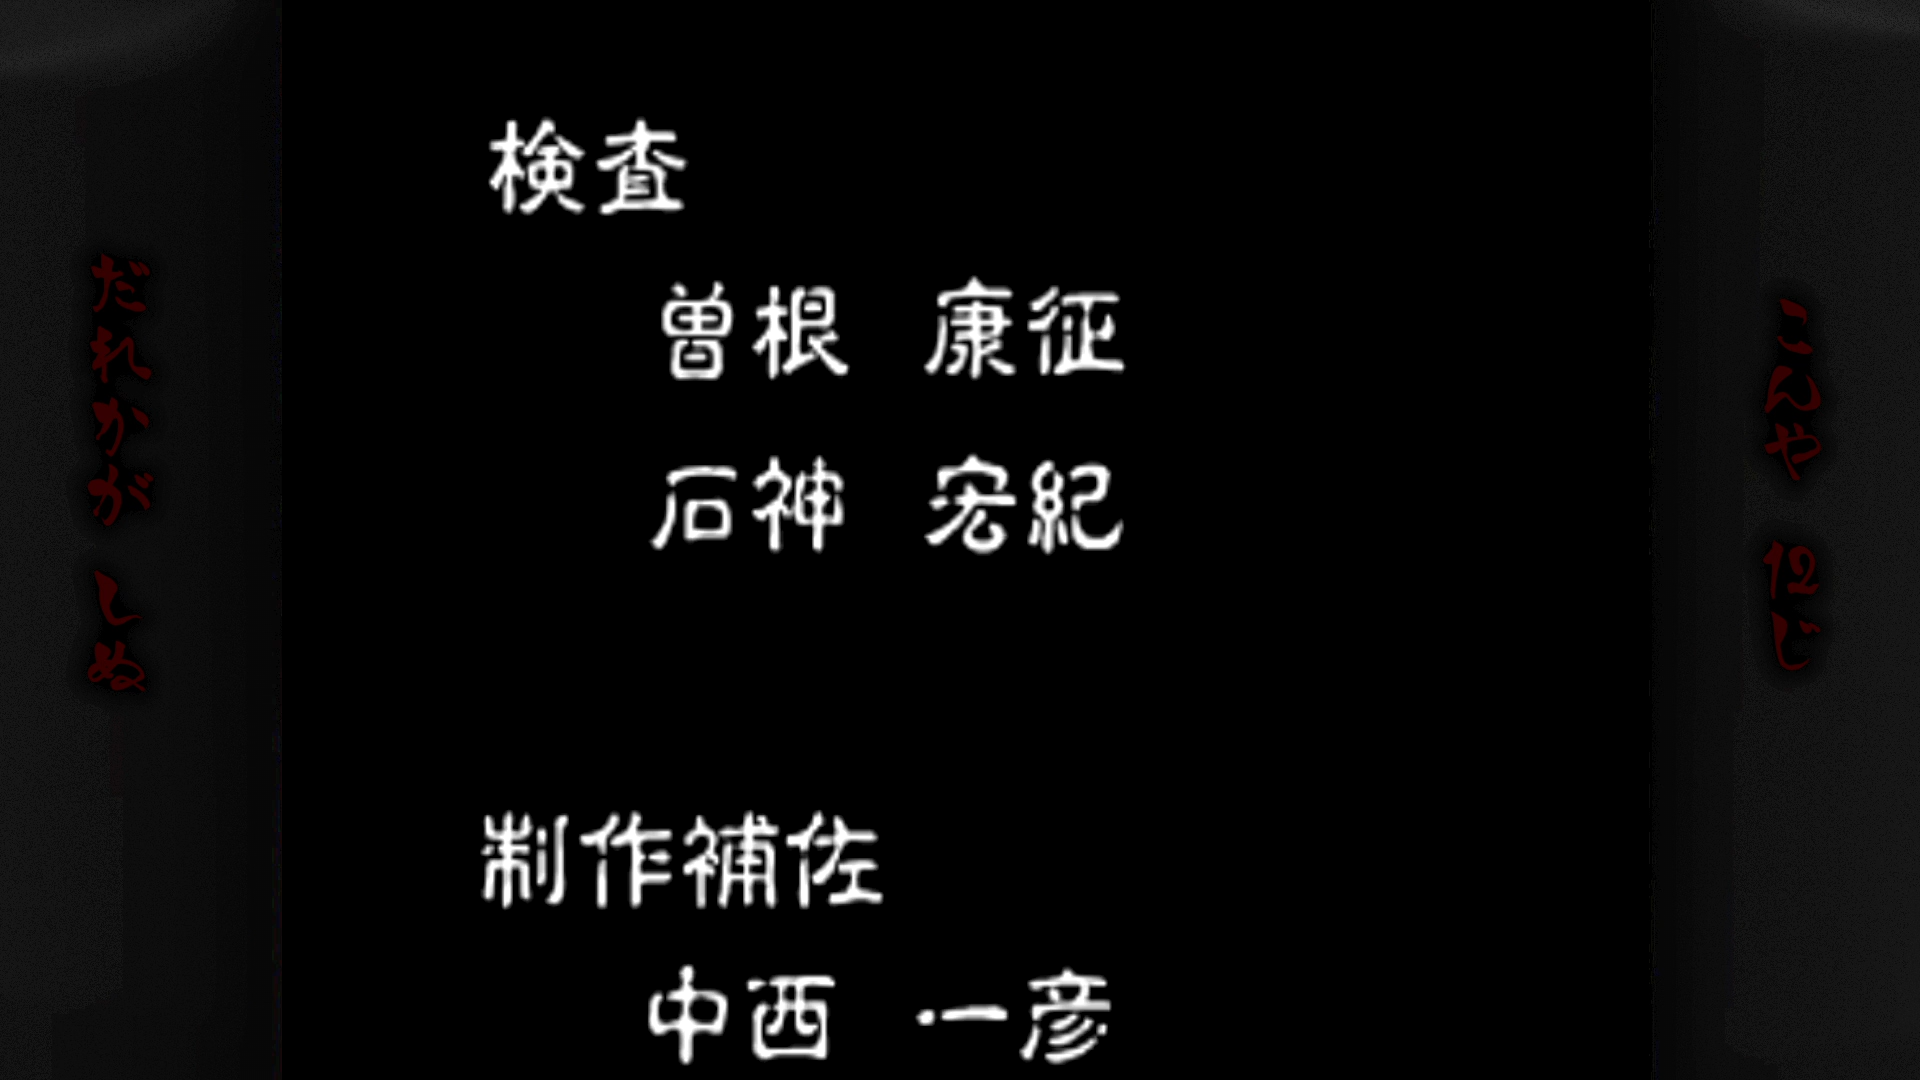 検査
曽根 康征
石神 宏紀
制作補佐
中西 一彦
だれかが しぬ
こんや 12じ